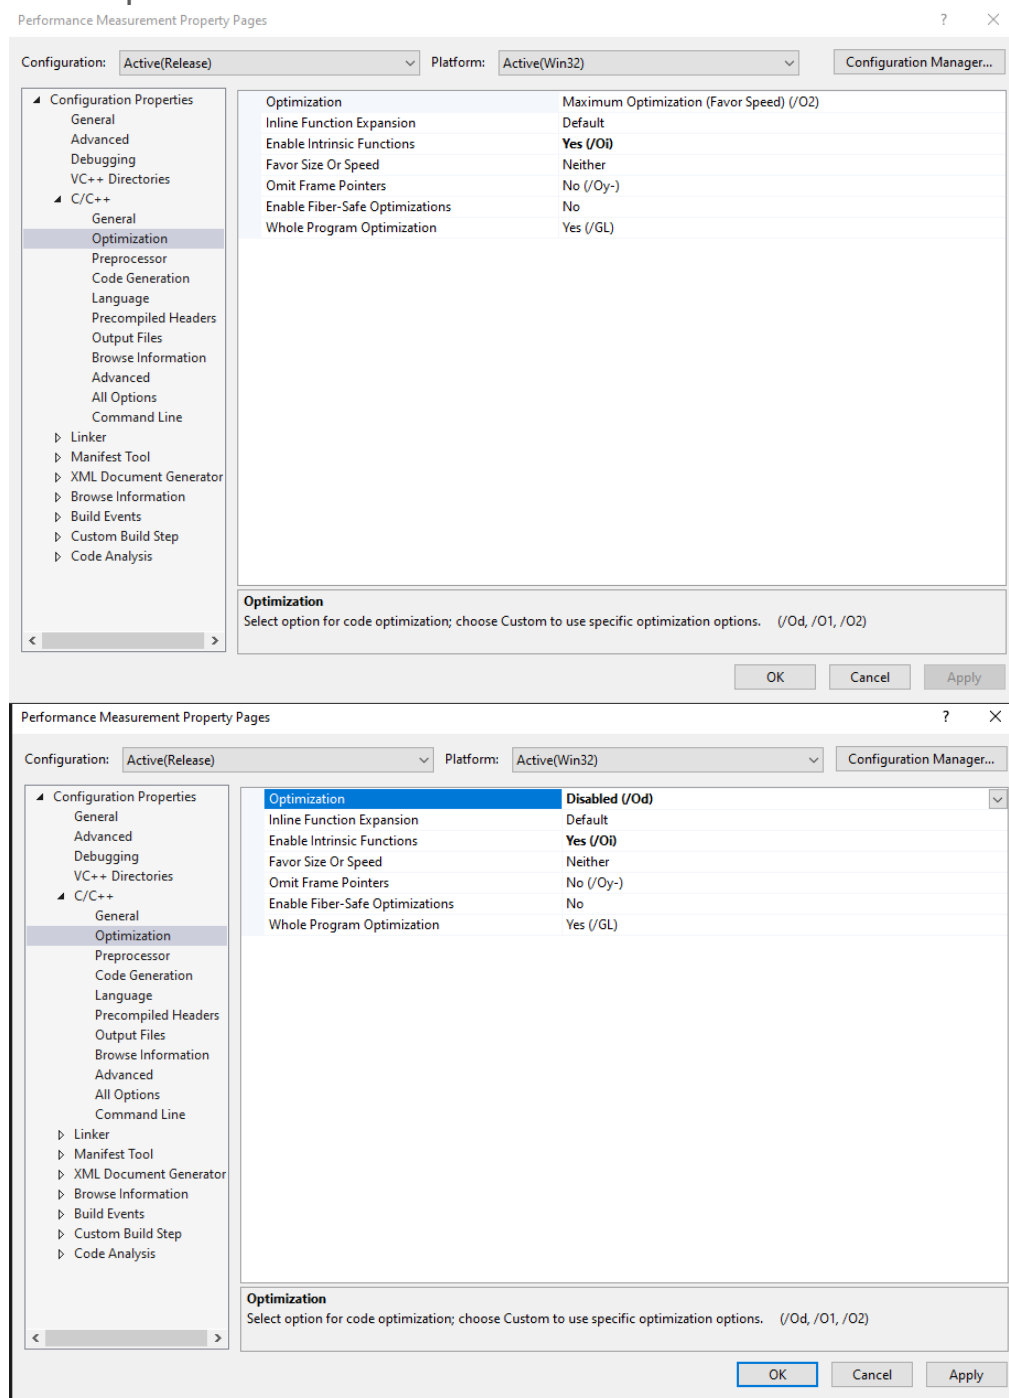 Performance Measurement Property Pages ? ×
Configuration: Active(Release) Platform: Active(Win32) Configuration Manager...
Configuration Properties
General
Advanced
Debugging
VC++ Directories
C/C++
General
Optimization
Preprocessor
Code Generation
Language
Precompiled Headers
Output Files
Browse Information
Advanced
All Options
Command Line
Linker
Manifest Tool
XML Document Generator
Browse Information
Build Events
Custom Build Step
Code Analysis
Optimization Maximum Optimization (Favor Speed) (/O2)
Inline Function Expansion Default
Enable Intrinsic Functions Yes (/Oi)
Favor Size Or Speed Neither
Omit Frame Pointers No (/Oy-)
Enable Fiber-Safe Optimizations No
Whole Program Optimization Yes (/GL)
Optimization
Select option for code optimization; choose Custom to use specific optimization options. (/Od, /O1, /O2)
OK Cancel Apply
Performance Measurement Property Pages ? ×
Configuration: Active(Release) Platform: Active(Win32) Configuration Manager...
Configuration Properties
General
Advanced
Debugging
VC++ Directories
C/C++
General
Optimization
Preprocessor
Code Generation
Language
Precompiled Headers
Output Files
Browse Information
Advanced
All Options
Command Line
Linker
Manifest Tool
XML Document Generator
Browse Information
Build Events
Custom Build Step
Code Analysis
Optimization Disabled (/Od)
Inline Function Expansion Default
Enable Intrinsic Functions Yes (/Oi)
Favor Size Or Speed Neither
Omit Frame Pointers No (/Oy-)
Enable Fiber-Safe Optimizations No
Whole Program Optimization Yes (/GL)
Optimization
Select option for code optimization; choose Custom to use specific optimization options. (/Od, /O1, /O2)
OK Cancel Apply